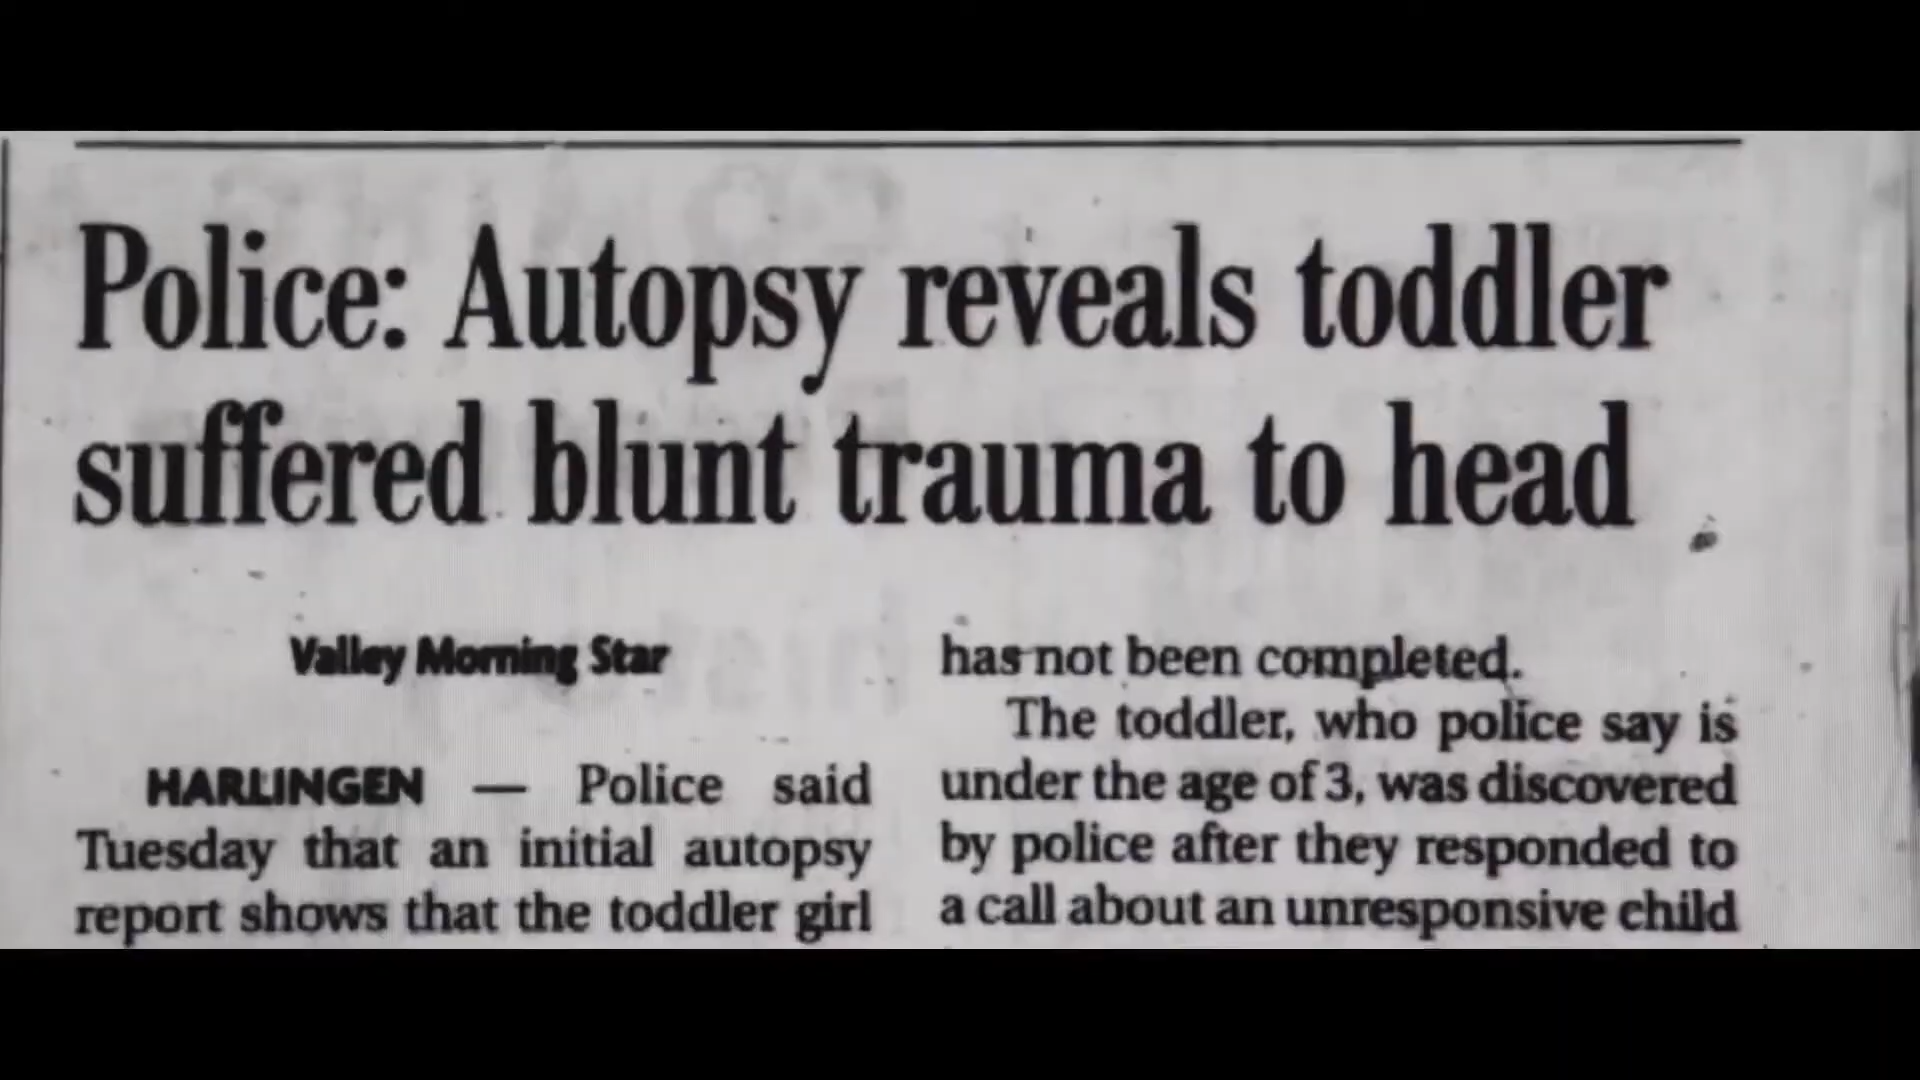 Police: Autopsy reveals toddler
suffered blunt trauma to head
Valley Morning Star
HARLINGEN — Police said
Tuesday that an initial autopsy
report shows that the toddler girl
has not been completed.
The toddler, who police say is
under the age of 3, was discovered
by police after they responded to
a call about an unresponsive child